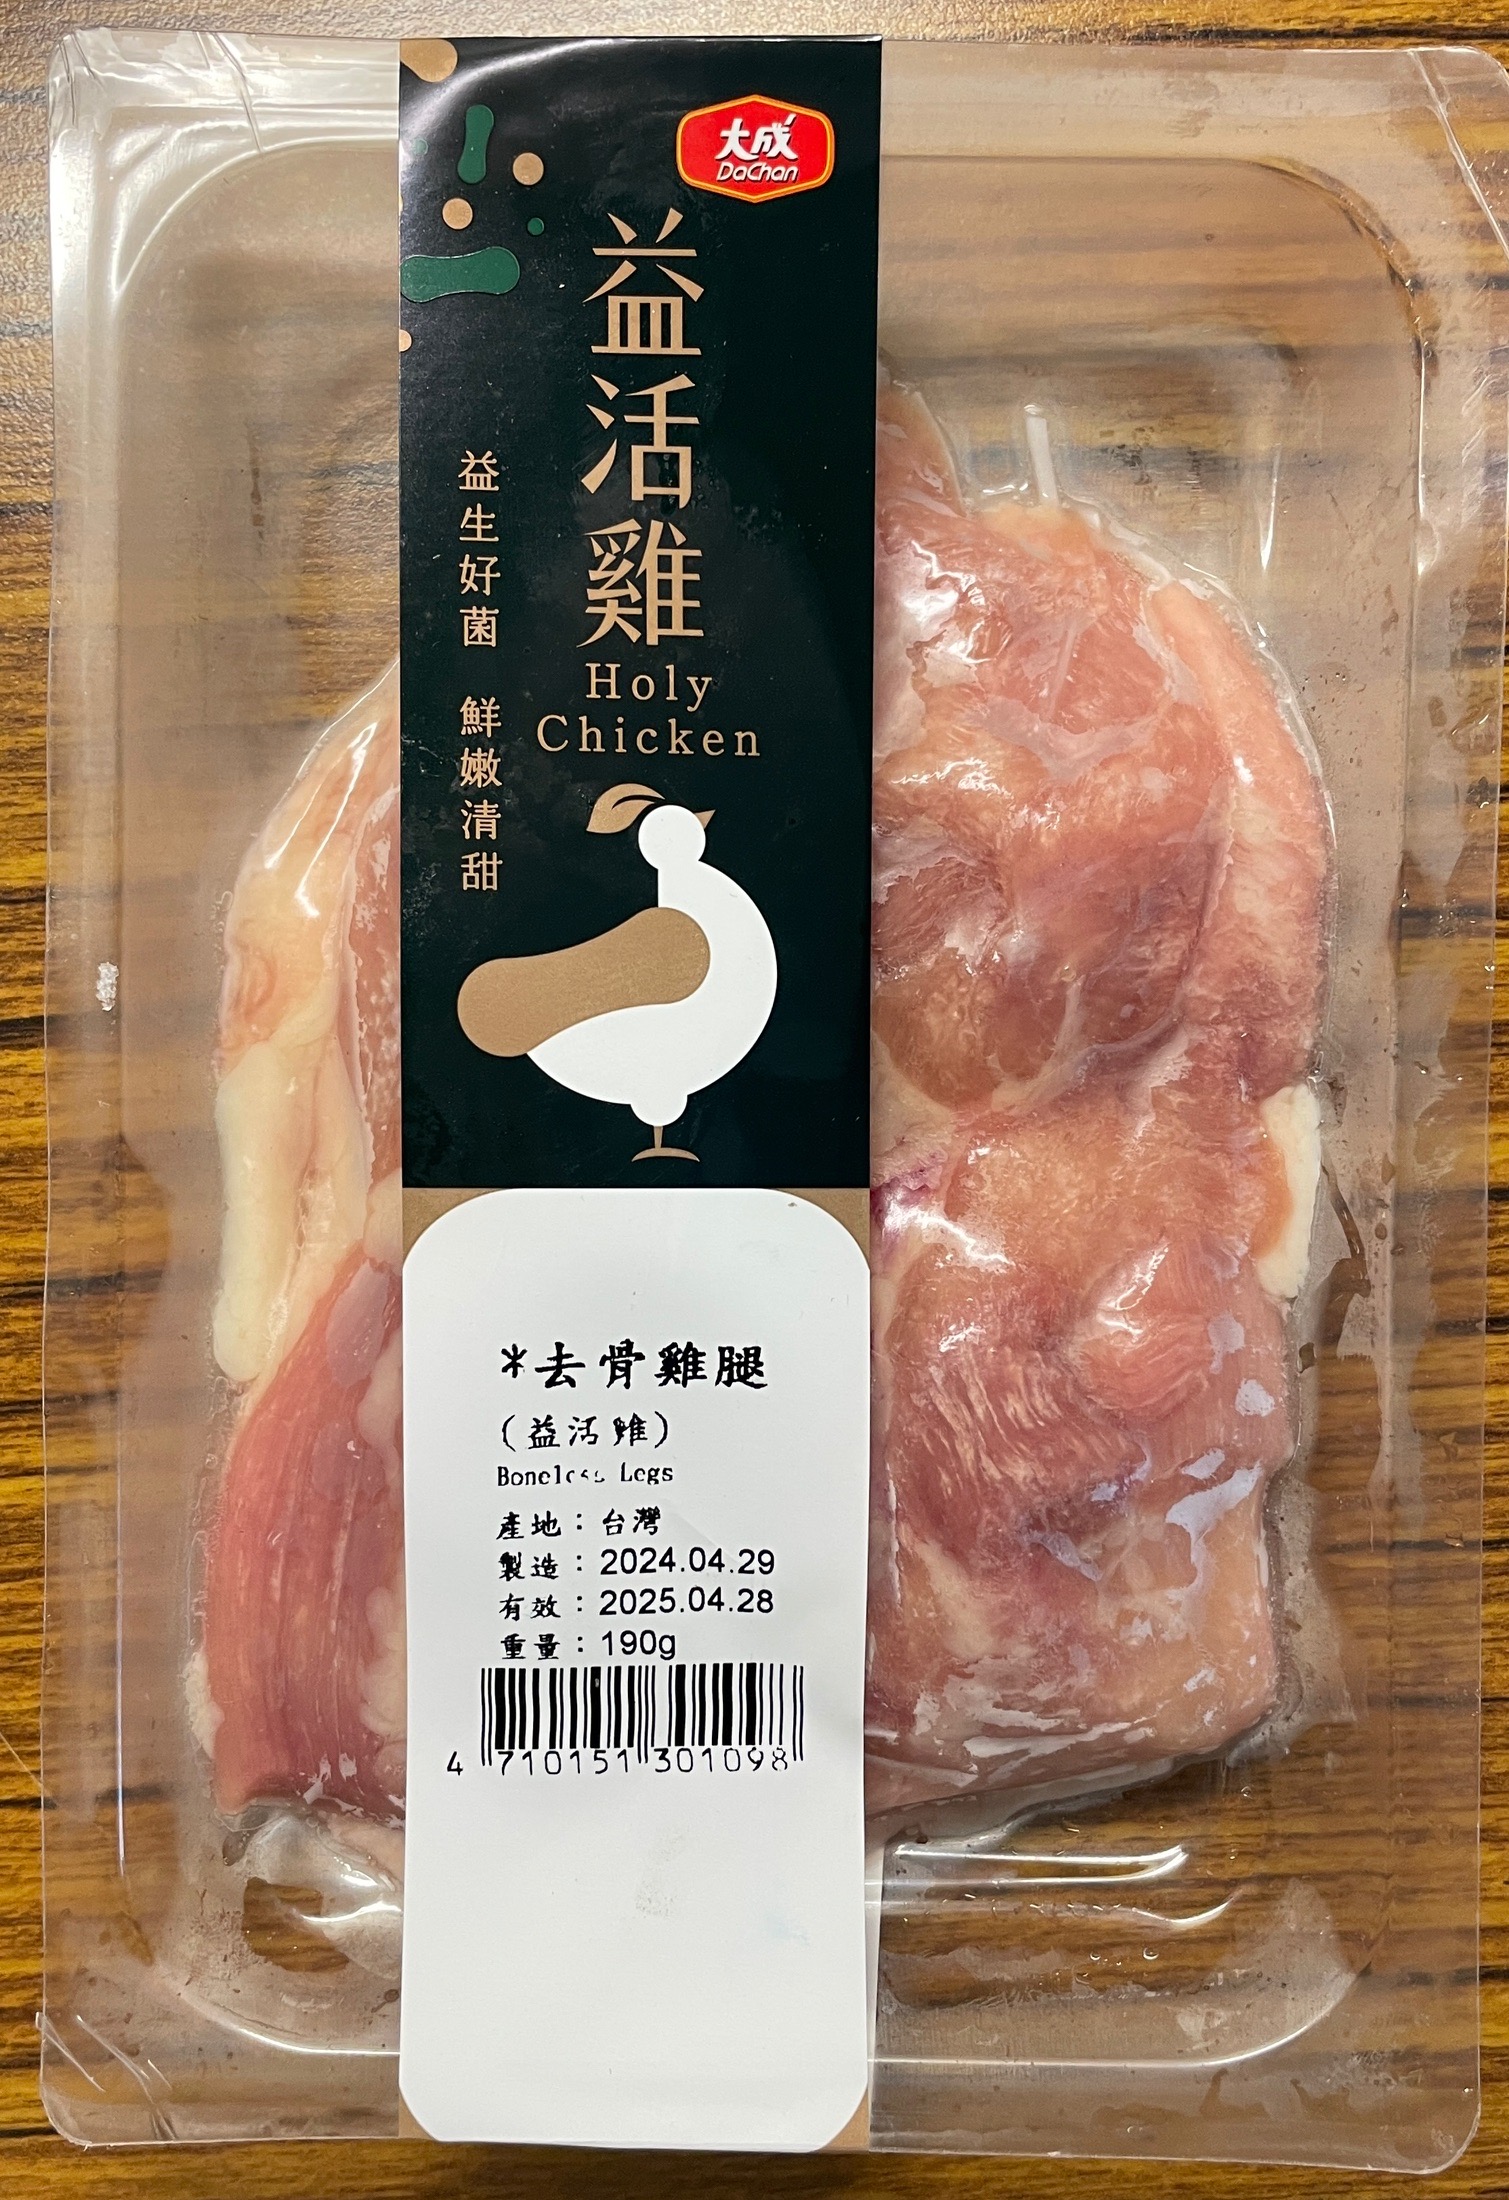 大成
DaChan
益活雞
Holy
Chicken
益生好菌 鮮嫩清甜
*去骨雞腿
(益活雞)
Boneless Legs
產地：台灣
製造：2024.04.29
有效：2025.04.28
重量：190g
4 710151 301098